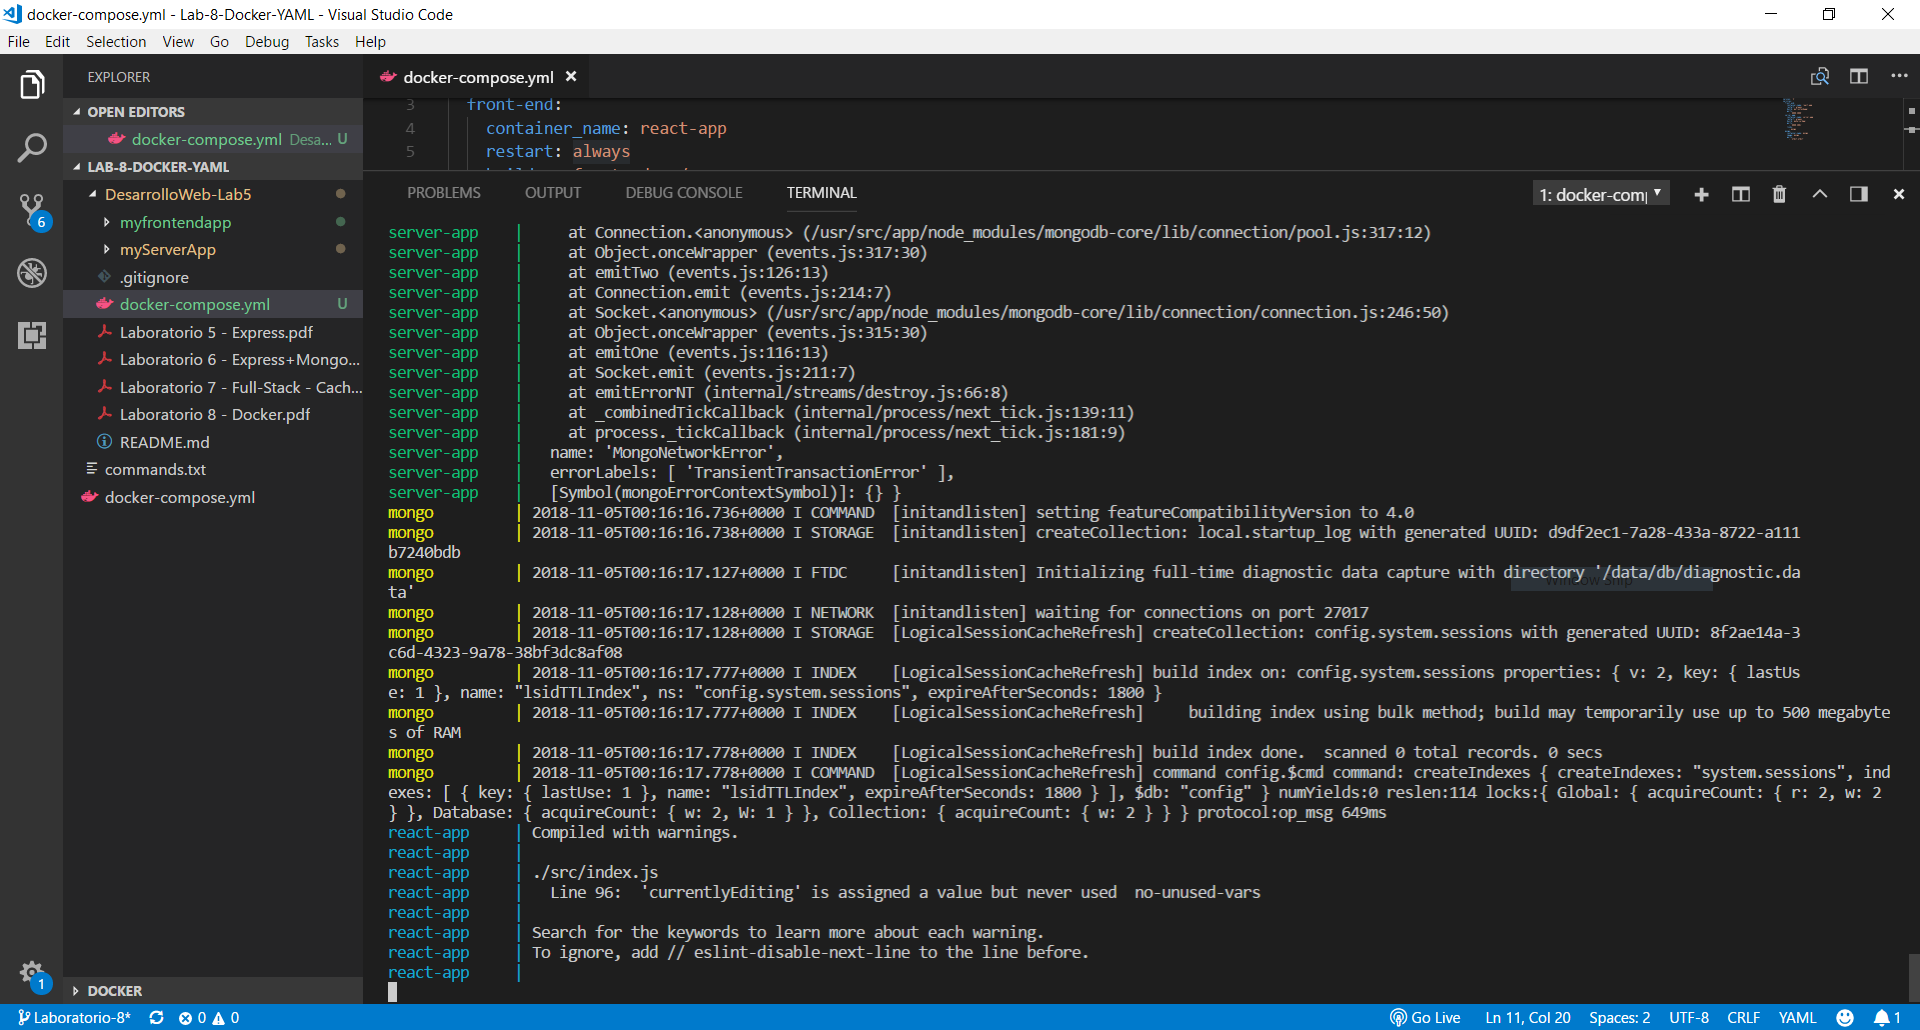 docker-compose.yml - Lab-8-Docker-YAML - Visual Studio Code
File Edit Selection View Go Debug Tasks Help
EXPLORER
OPEN EDITORS
docker-compose.yml Desa... U
LAB-8-DOCKER-YAML
DesarrolloWeb-Lab5
myfrontendapp
myServerApp
.gitignore
docker-compose.yml U
Laboratorio 5 - Express.pdf
Laboratorio 6 - Express+Mongo...
Laboratorio 7 - Full-Stack - Cach...
Laboratorio 8 - Docker.pdf
README.md
commands.txt
docker-compose.yml
DOCKER
6
1
docker-compose.yml
3 front-end:
4 container_name: react-app
5 restart: always
PROBLEMS OUTPUT DEBUG CONSOLE TERMINAL
1: docker-com
server-app | at Connection.<anonymous> (/usr/src/app/node_modules/mongodb-core/lib/connection/pool.js:317:12)
server-app | at Object.onceWrapper (events.js:317:30)
server-app | at emitTwo (events.js:126:13)
server-app | at Connection.emit (events.js:214:7)
server-app | at Socket.<anonymous> (/usr/src/app/node_modules/mongodb-core/lib/connection/connection.js:246:50)
server-app | at Object.onceWrapper (events.js:315:30)
server-app | at emitOne (events.js:116:13)
server-app | at Socket.emit (events.js:211:7)
server-app | at emitErrorNT (internal/streams/destroy.js:66:8)
server-app | at _combinedTickCallback (internal/process/next_tick.js:139:11)
server-app | at process._tickCallback (internal/process/next_tick.js:181:9)
server-app | name: 'MongoNetworkError',
server-app | errorLabels: [ 'TransientTransactionError' ],
server-app | [Symbol(mongoErrorContextSymbol)]: {} }
mongo | 2018-11-05T00:16:16.736+0000 I COMMAND [initandlisten] setting featureCompatibilityVersion to 4.0
mongo | 2018-11-05T00:16:16.738+0000 I STORAGE [initandlisten] createCollection: local.startup_log with generated UUID: d9df2ec1-7a28-433a-8722-a111
b7240bdb
mongo | 2018-11-05T00:16:17.127+0000 I FTDC [initandlisten] Initializing full-time diagnostic data capture with directory '/data/db/diagnostic.da
ta'
mongo | 2018-11-05T00:16:17.128+0000 I NETWORK [initandlisten] waiting for connections on port 27017
mongo | 2018-11-05T00:16:17.128+0000 I STORAGE [LogicalSessionCacheRefresh] createCollection: config.system.sessions with generated UUID: 8f2ae14a-3
c6d-4323-9a78-38bf3dc8af08
mongo | 2018-11-05T00:16:17.777+0000 I INDEX [LogicalSessionCacheRefresh] build index on: config.system.sessions properties: { v: 2, key: { lastUs
e: 1 }, name: "lsidTTLIndex", ns: "config.system.sessions", expireAfterSeconds: 1800 }
mongo | 2018-11-05T00:16:17.777+0000 I INDEX [LogicalSessionCacheRefresh] building index using bulk method; build may temporarily use up to 500 megabyte
s of RAM
mongo | 2018-11-05T00:16:17.778+0000 I INDEX [LogicalSessionCacheRefresh] build index done. scanned 0 total records. 0 secs
mongo | 2018-11-05T00:16:17.778+0000 I COMMAND [LogicalSessionCacheRefresh] command config.$cmd command: createIndexes { createIndexes: "system.sessions", ind
exes: [ { key: { lastUse: 1 }, name: "lsidTTLIndex", expireAfterSeconds: 1800 } ], $db: "config" } numYields:0 reslen:114 locks:{ Global: { acquireCount: { r: 2, w: 2
} }, Database: { acquireCount: { w: 2, W: 1 } }, Collection: { acquireCount: { w: 2 } } } protocol:op_msg 649ms
react-app | Compiled with warnings.
react-app |
react-app | ./src/index.js
react-app | Line 96: 'currentlyEditing' is assigned a value but never used no-unused-vars
react-app |
react-app | Search for the keywords to learn more about each warning.
react-app | To ignore, add // eslint-disable-next-line to the line before.
react-app |
Laboratorio-8* 0 0 Go Live Ln 11, Col 20 Spaces: 2 UTF-8 CRLF YAML 1